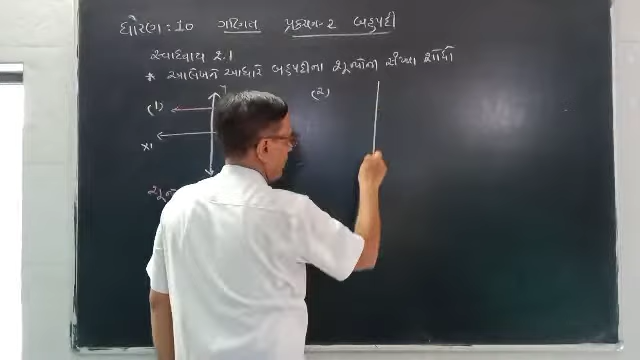 ધોરણ : 10 ગણિત પ્રકરણ-2 બહુપદી
સ્વાધ્યાય 2.1
* આલેખને આધારે બહુપદીના શૂન્યોની સંખ્યા શોધો
(1) (2)
X1